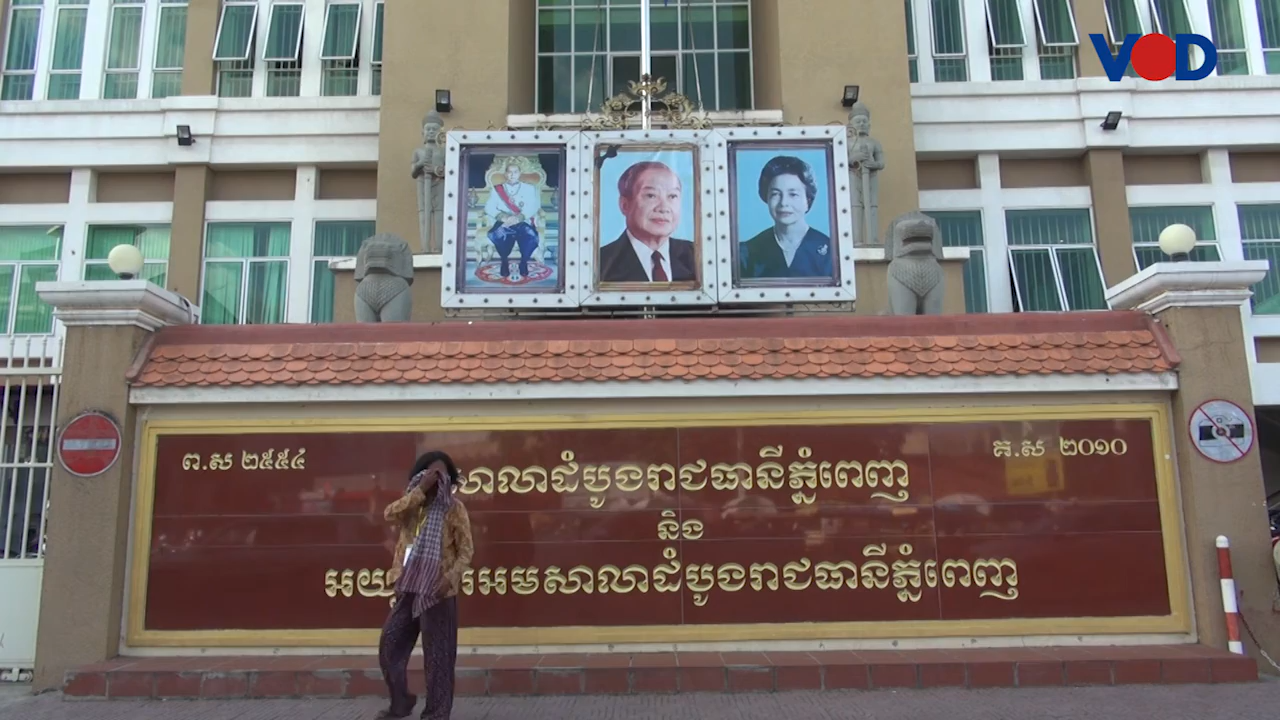 VOD
ព.ស ២៥៥៤
គ.ស ២០១០
សាលាដំបូងរាជធានីភ្នំពេញ
និង
អមសាលាដំបូងរាជធានីភ្នំពេញ